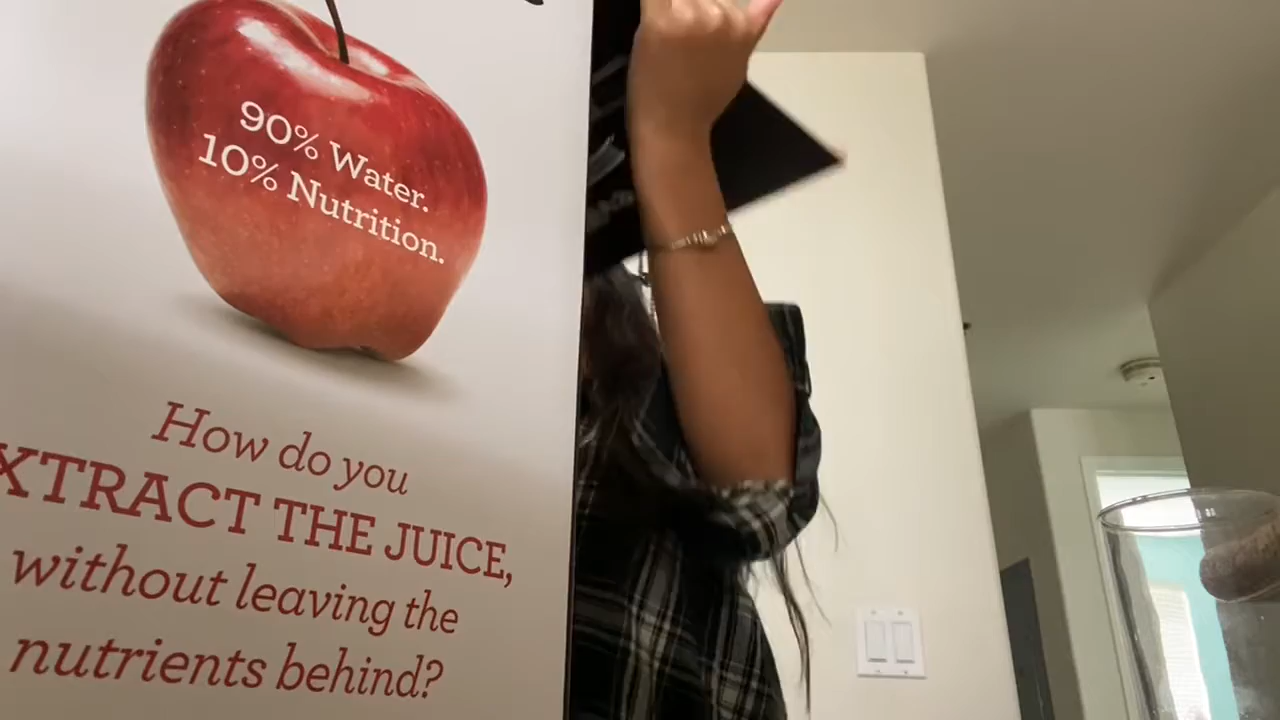 90% Water.
10% Nutrition.
How do you
XTRACT THE JUICE,
without leaving the
nutrients behind?